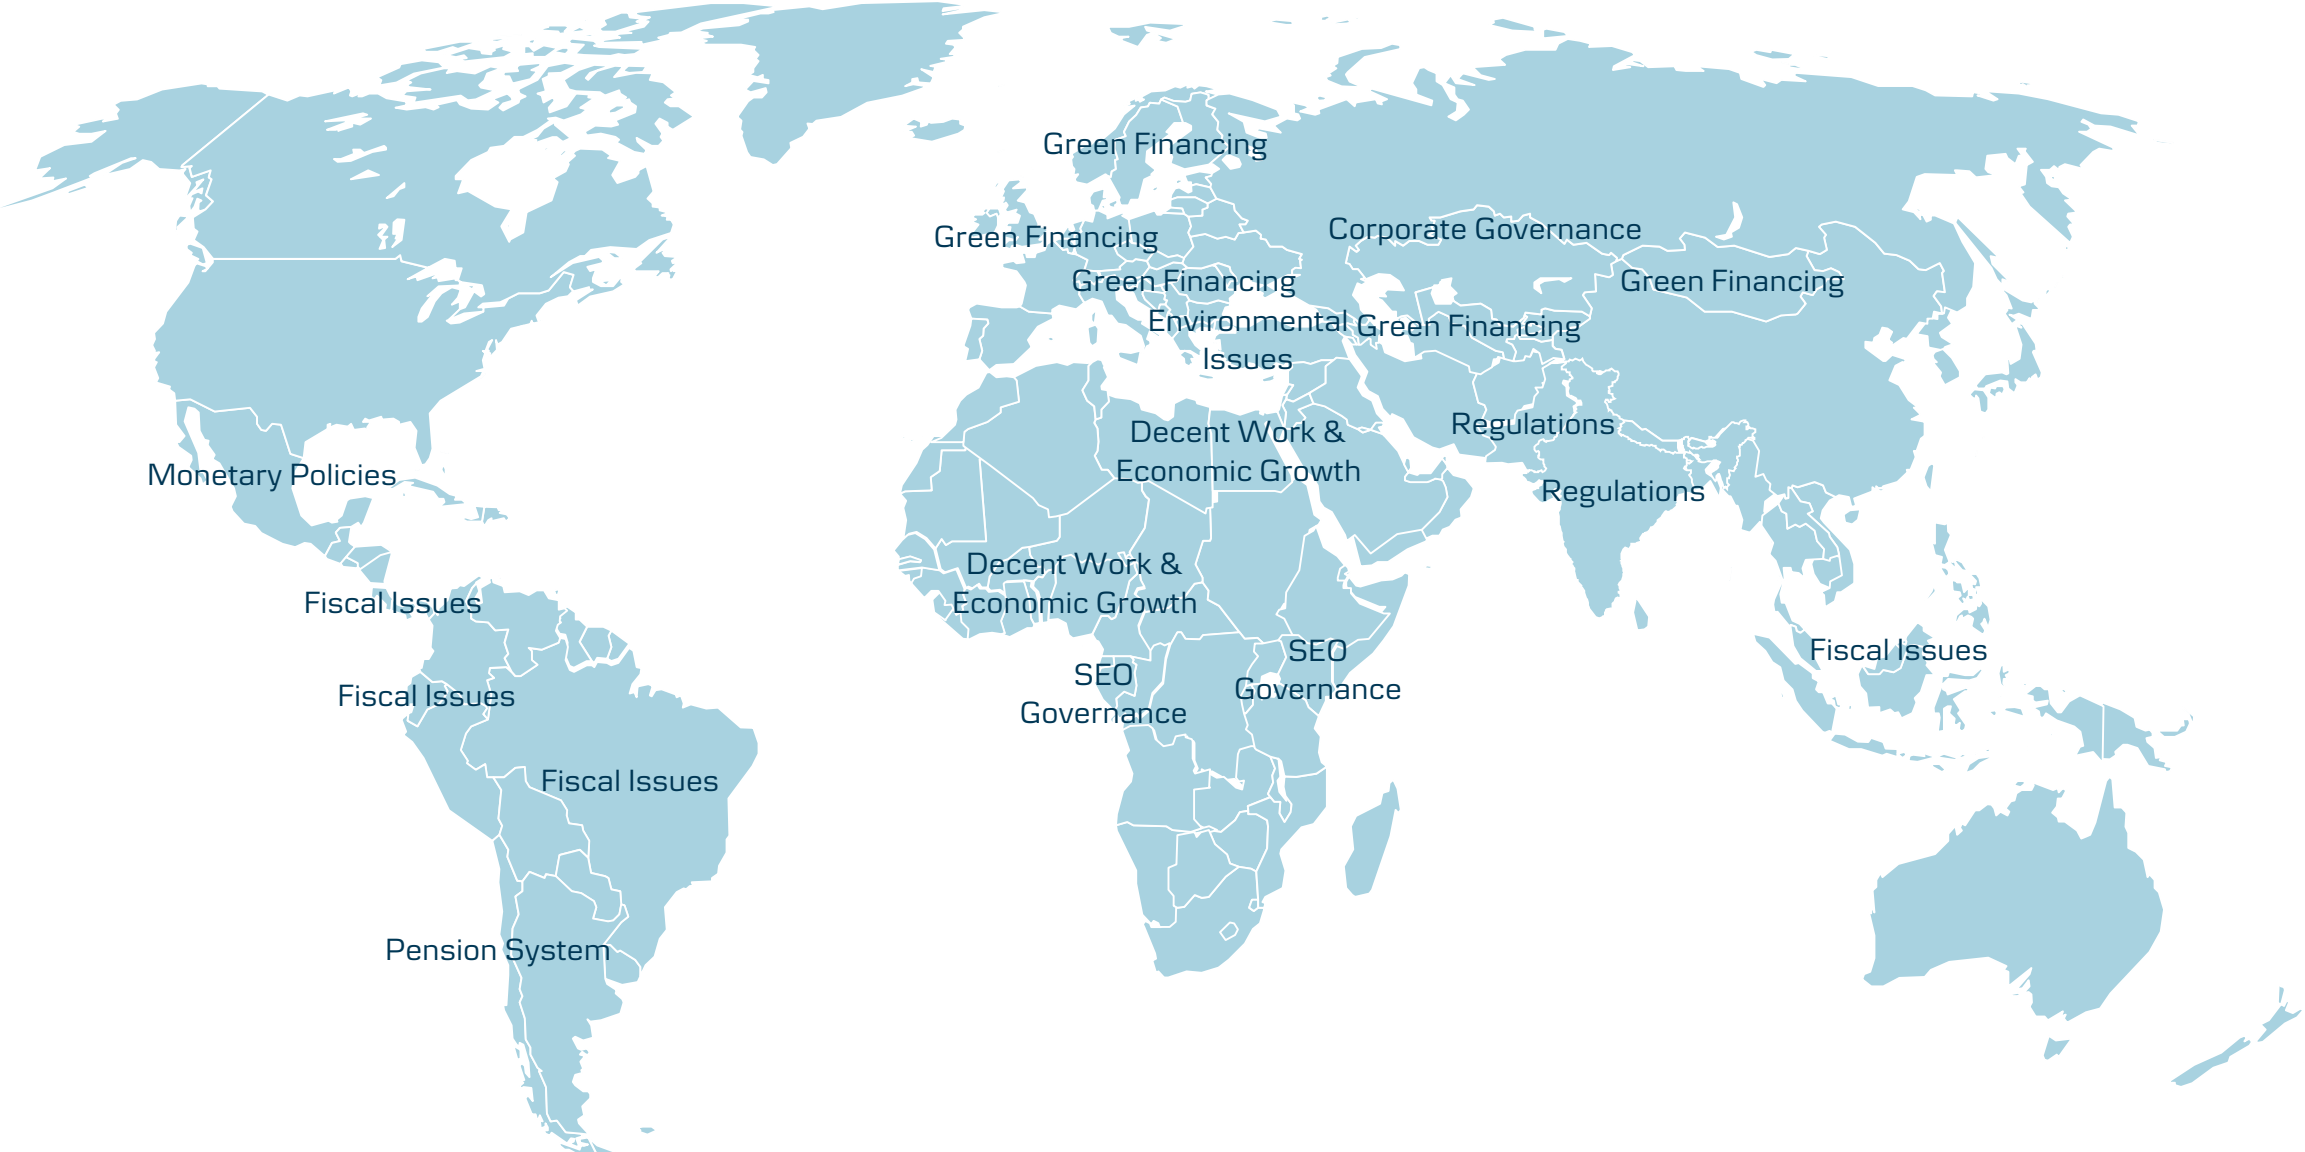 Green Financing
Corporate Governance
Green Financing
Green Financing
Green Financing
Environmental
Issues
Green Financing
Regulations
Decent Work &
Economic Growth
Monetary Policies
Regulations
Decent Work &
Economic Growth
Fiscal Issues
SEO
Governance
Fiscal Issues
SEO
Governance
Fiscal Issues
Fiscal Issues
Pension System